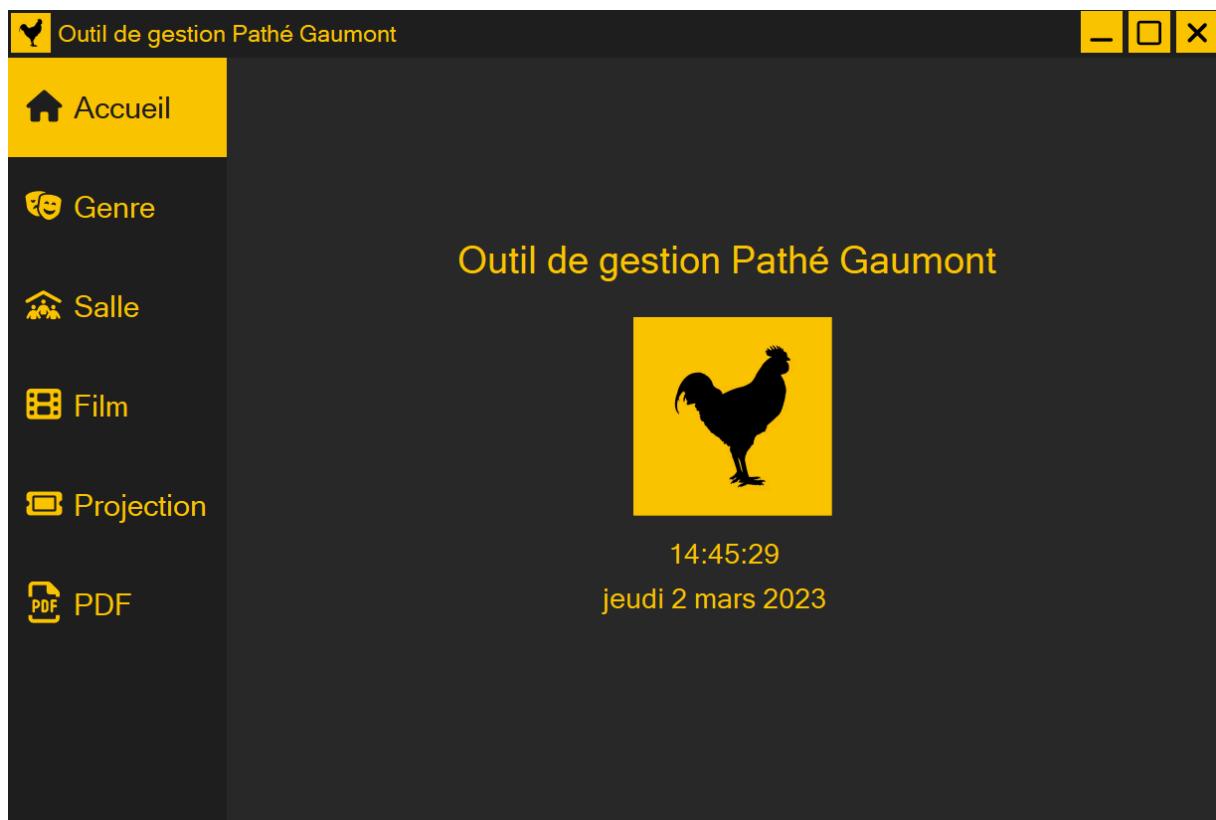 Outil de gestion Pathé Gaumont
Accueil
Genre
Salle
Film
Projection
PDF
PDF
Outil de gestion Pathé Gaumont
14:45:29
jeudi 2 mars 2023